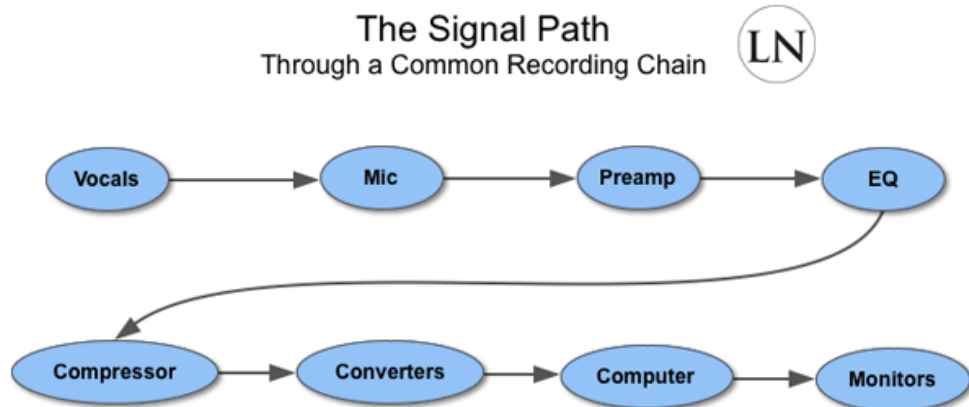 The Signal Path
Through a Common Recording Chain
LN
Vocals
Mic
Preamp
EQ
Compressor
Converters
Computer
Monitors